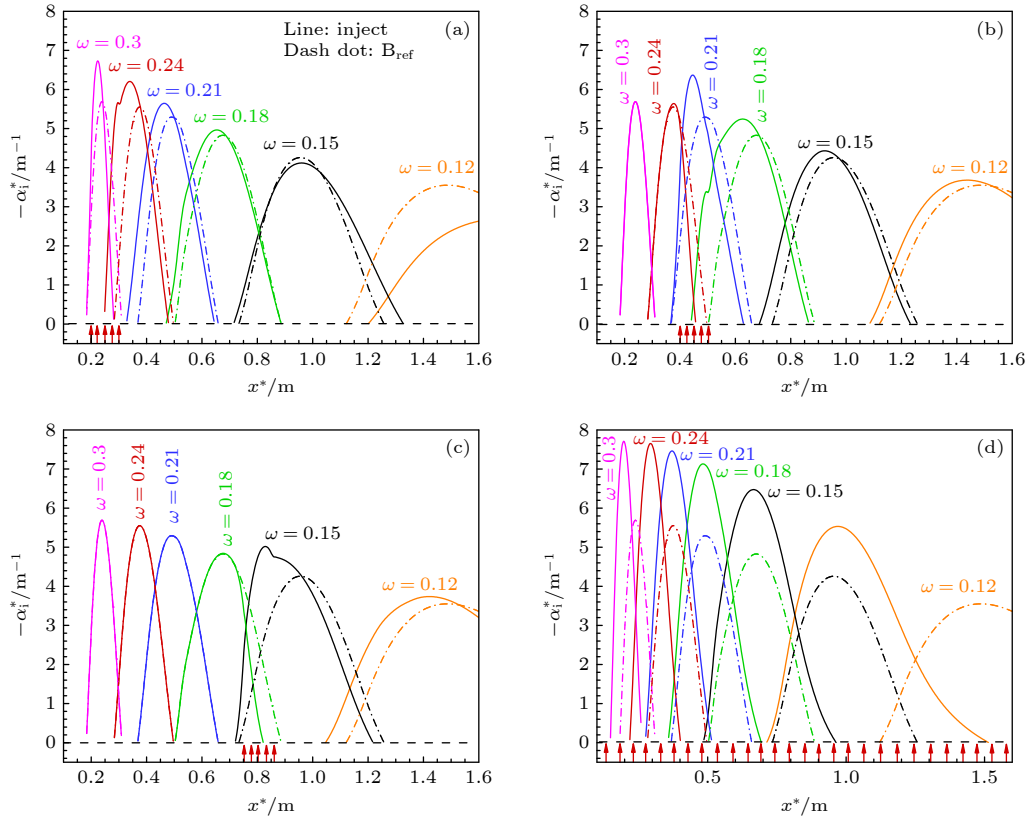 Line: inject
Dash dot: B_ref
(a)
ω = 0.3
ω = 0.24
ω = 0.21
ω = 0.18
ω = 0.15
ω = 0.12
8
7
6
5
4
3
2
1
0
−α_i^*/m^−1
0.2 0.4 0.6 0.8 1.0 1.2 1.4 1.6
x^*/m
(b)
ω = 0.3
ω = 0.24
ω = 0.21
ω = 0.18
ω = 0.15
ω = 0.12
8
7
6
5
4
3
2
1
0
−α_i^*/m^−1
0.2 0.4 0.6 0.8 1.0 1.2 1.4 1.6
x^*/m
(c)
ω = 0.3
ω = 0.24
ω = 0.21
ω = 0.18
ω = 0.15
ω = 0.12
8
7
6
5
4
3
2
1
0
−α_i^*/m^−1
0.2 0.4 0.6 0.8 1.0 1.2 1.4 1.6
x^*/m
(d)
ω = 0.3
ω = 0.24
ω = 0.21
ω = 0.18
ω = 0.15
ω = 0.12
8
7
6
5
4
3
2
1
0
−α_i^*/m^−1
0.5 1.0 1.5
x^*/m